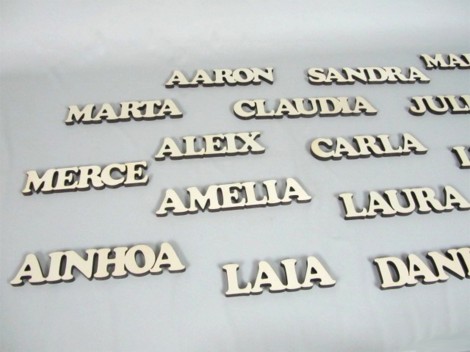 AARON SANDRA
MARTA CLAUDIA
ALEIX CARLA
MERCE
AMELIA LAURA
AINHOA LAIA